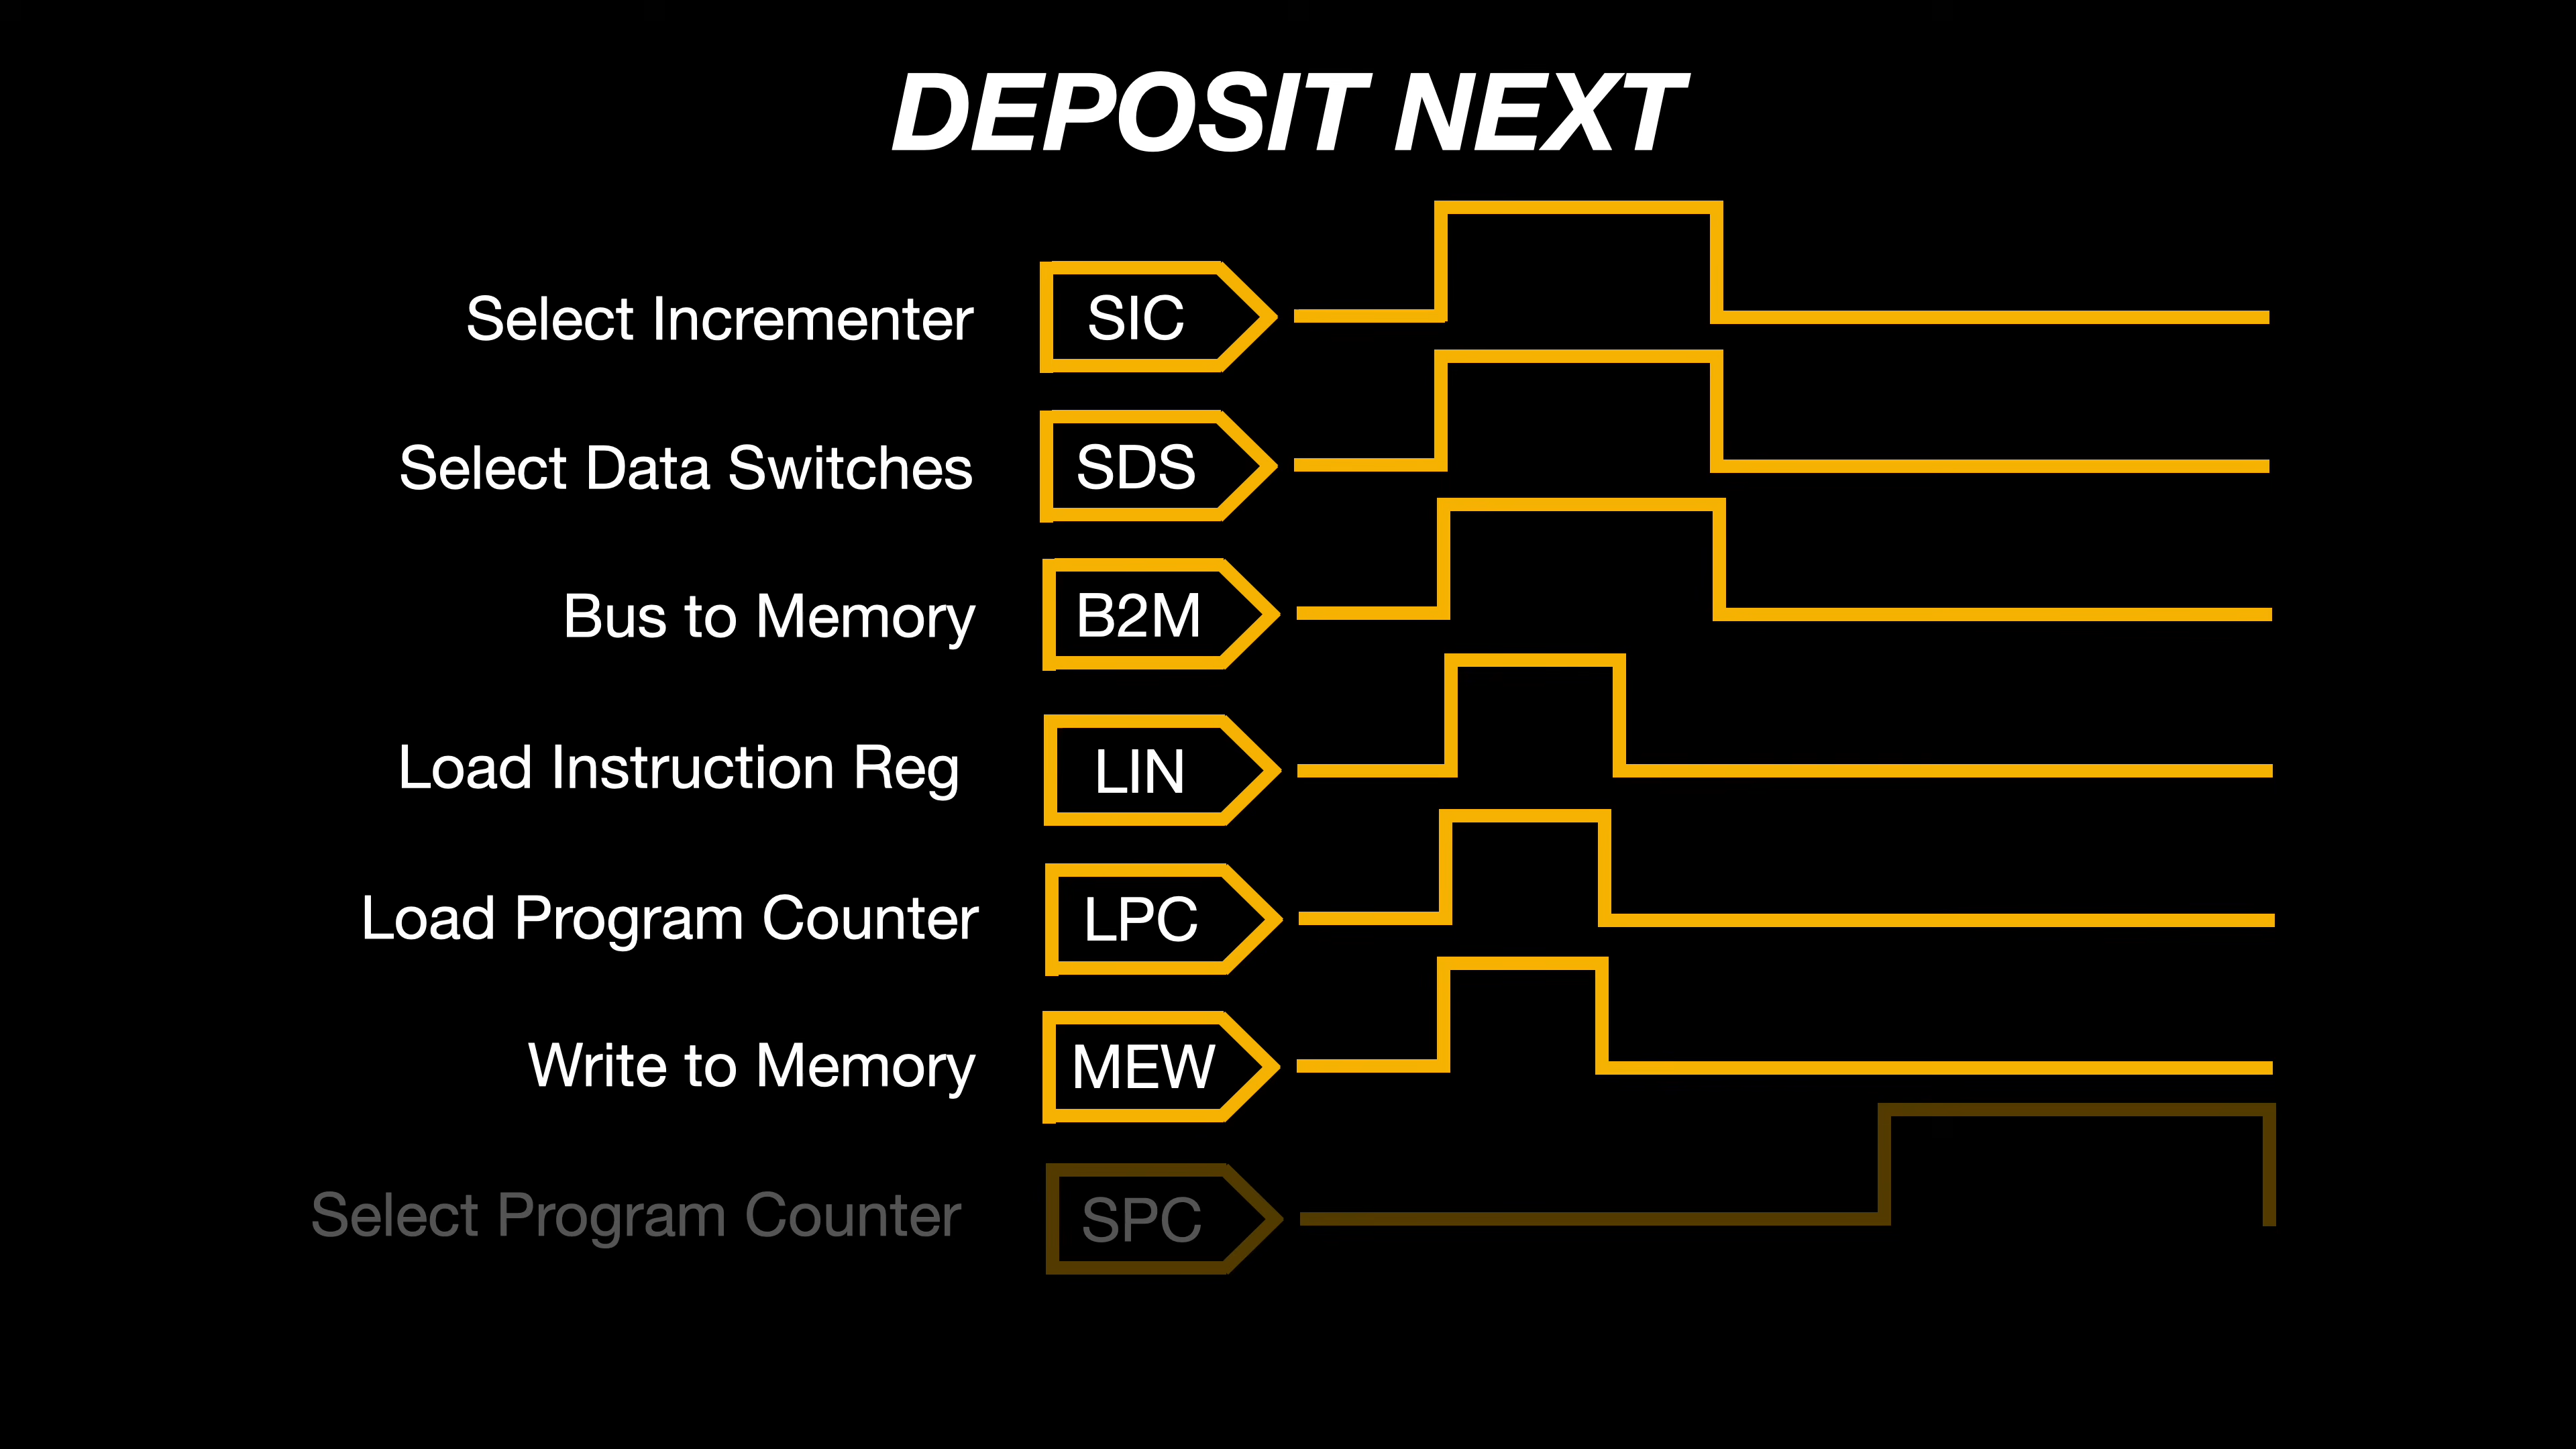 DEPOSIT NEXT
Select Incrementer SIC
Select Data Switches SDS
Bus to Memory B2M
Load Instruction Reg LIN
Load Program Counter LPC
Write to Memory MEW
Select Program Counter SPC